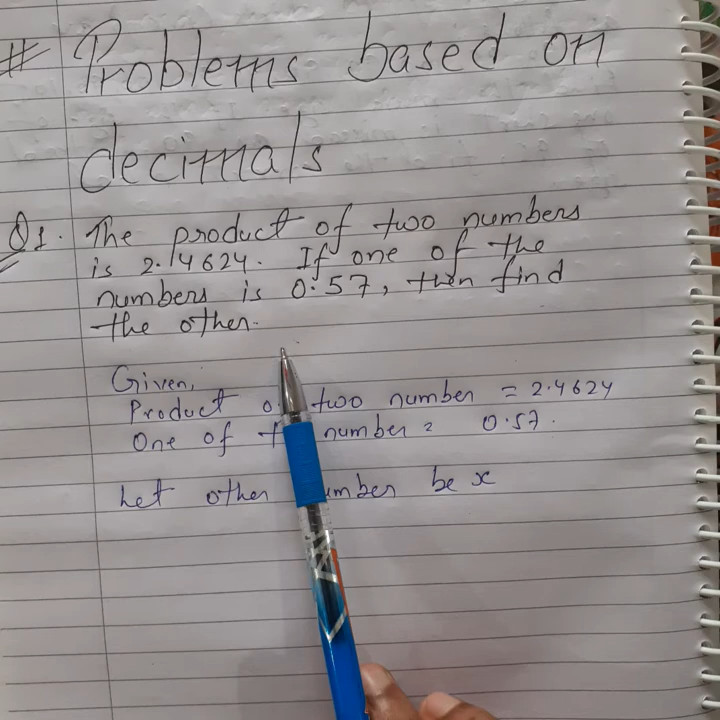 # Problems based on
decimals
Q1. The product of two numbers
is 2.14624. If one of the
numbers is 0.57, then find
the other.
Given,
Product two number = 2.4624
One of number = 0.57.
Let other be x